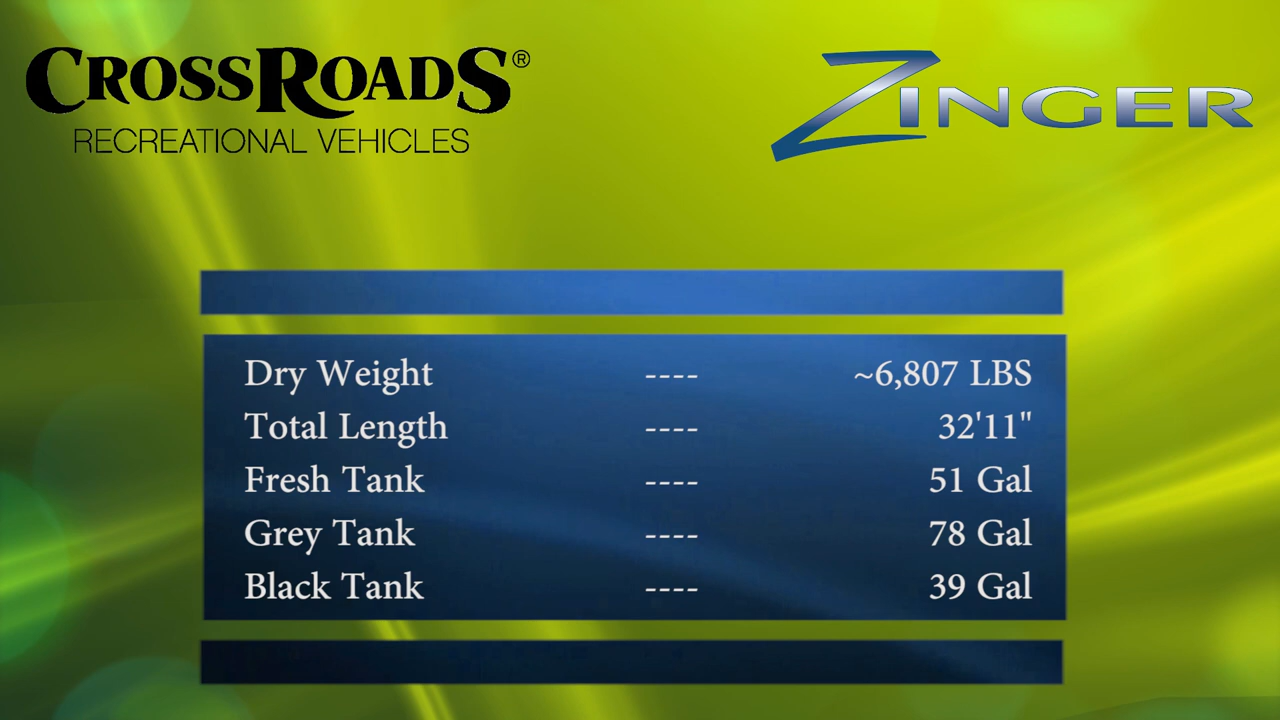 CROSSROADS®
RECREATIONAL VEHICLES
ZINGER
Dry Weight ---- ~6,807 LBS
Total Length ---- 32'11"
Fresh Tank ---- 51 Gal
Grey Tank ---- 78 Gal
Black Tank ---- 39 Gal